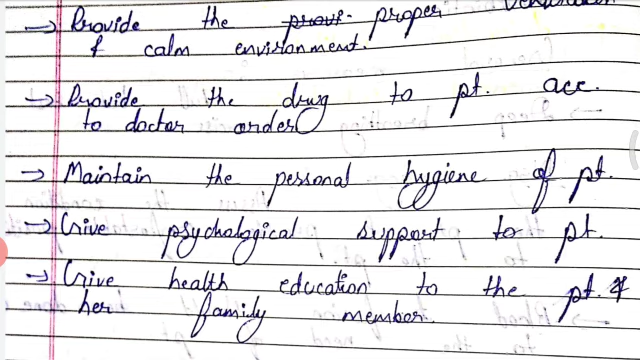 → Provide the proper ventilation
& calm environment.
→ Provide the drug to pt. acc.
to doctor order
→ Maintain the personal hygiene of pt.
→ Give psychological support to pt.
→ Give health education to the pt. &
her family member.